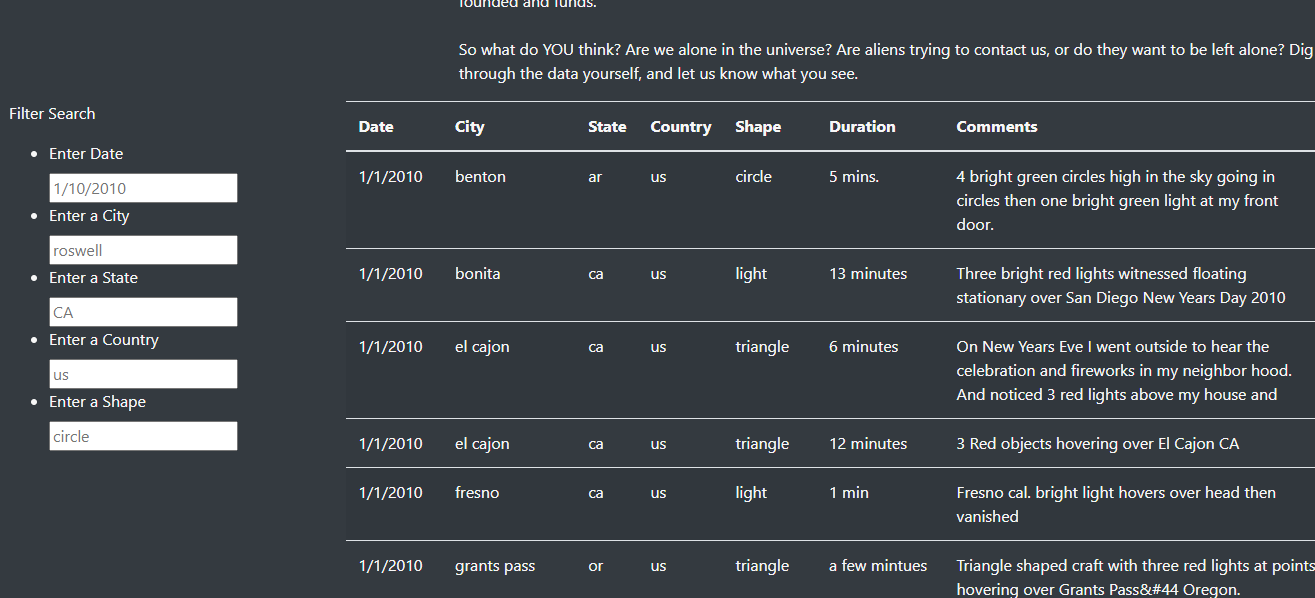 founded and funds.
So what do YOU think? Are we alone in the universe? Are aliens trying to contact us, or do they want to be left alone? Dig
through the data yourself, and let us know what you see.
Filter Search
Enter Date
1/10/2010
Enter a City
roswell
Enter a State
CA
Enter a Country
us
Enter a Shape
circle
Date City State Country Shape Duration Comments
1/1/2010 benton ar us circle 5 mins. 4 bright green circles high in the sky going in
circles then one bright green light at my front
door.
1/1/2010 bonita ca us light 13 minutes Three bright red lights witnessed floating
stationary over San Diego New Years Day 2010
1/1/2010 el cajon ca us triangle 6 minutes On New Years Eve I went outside to hear the
celebration and fireworks in my neighbor hood.
And noticed 3 red lights above my house and
1/1/2010 el cajon ca us triangle 12 minutes 3 Red objects hovering over El Cajon CA
1/1/2010 fresno ca us light 1 min Fresno cal. bright light hovers over head then
vanished
1/1/2010 grants pass or us triangle a few mintues Triangle shaped craft with three red lights at points
hovering over Grants Pass&#44 Oregon.